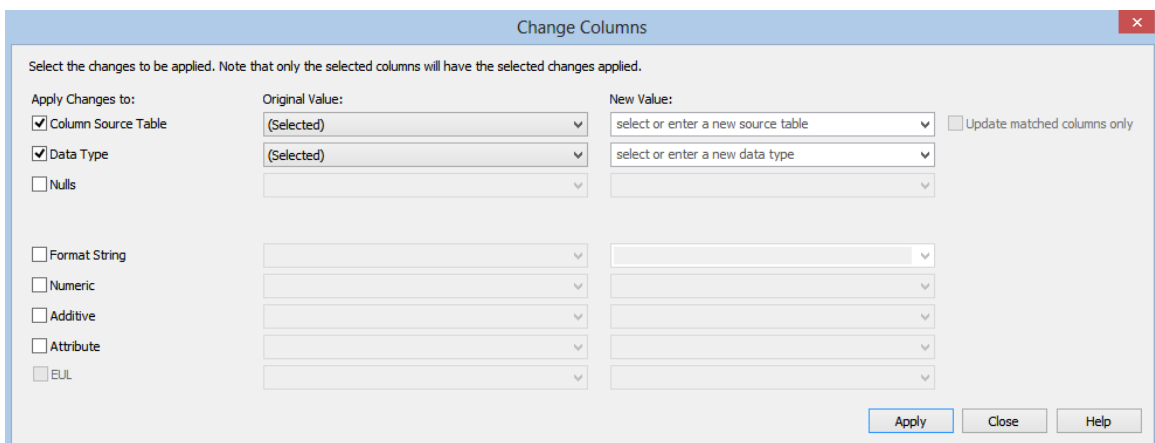 Change Columns
Select the changes to be applied. Note that only the selected columns will have the selected changes applied.
Apply Changes to: Original Value: New Value:
Column Source Table (Selected) select or enter a new source table Update matched columns only
Data Type (Selected) select or enter a new data type
Nulls
Format String
Numeric
Additive
Attribute
EUL
Apply Close Help